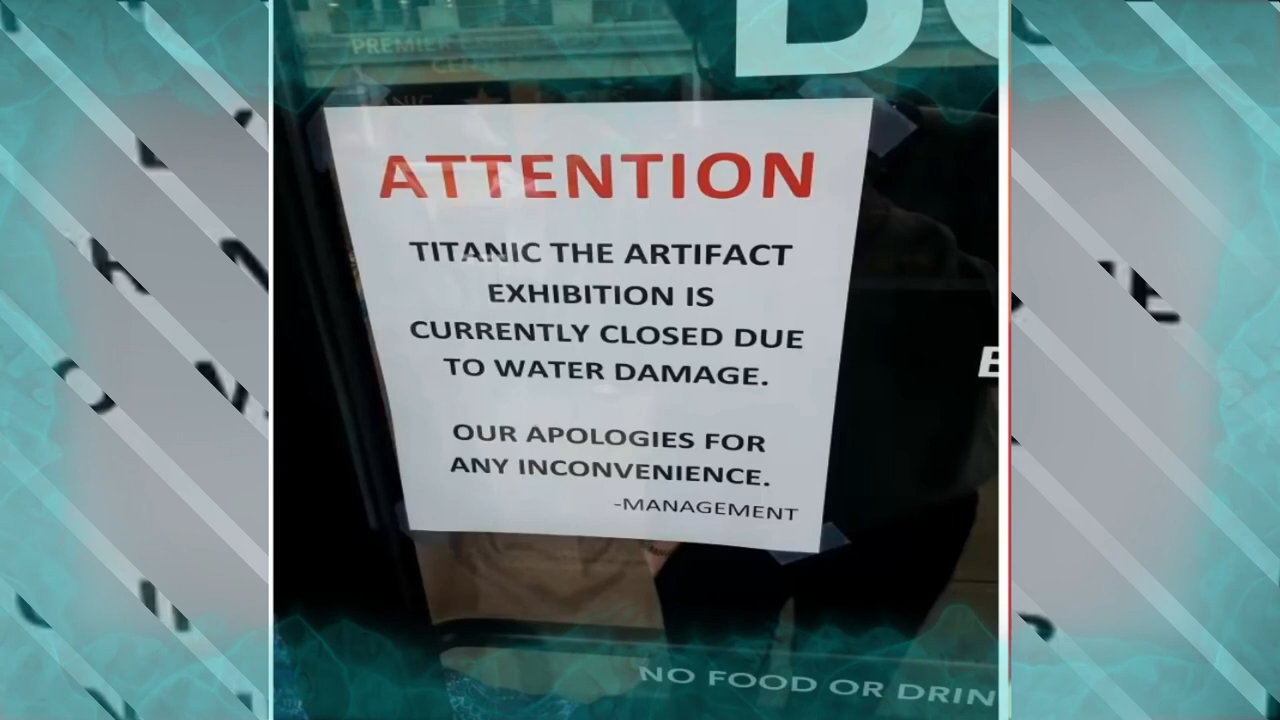 PREMIER
ATTENTION
TITANIC THE ARTIFACT
EXHIBITION IS
CURRENTLY CLOSED DUE
TO WATER DAMAGE.
OUR APOLOGIES FOR
ANY INCONVENIENCE.
-MANAGEMENT
NO FOOD OR DRIN